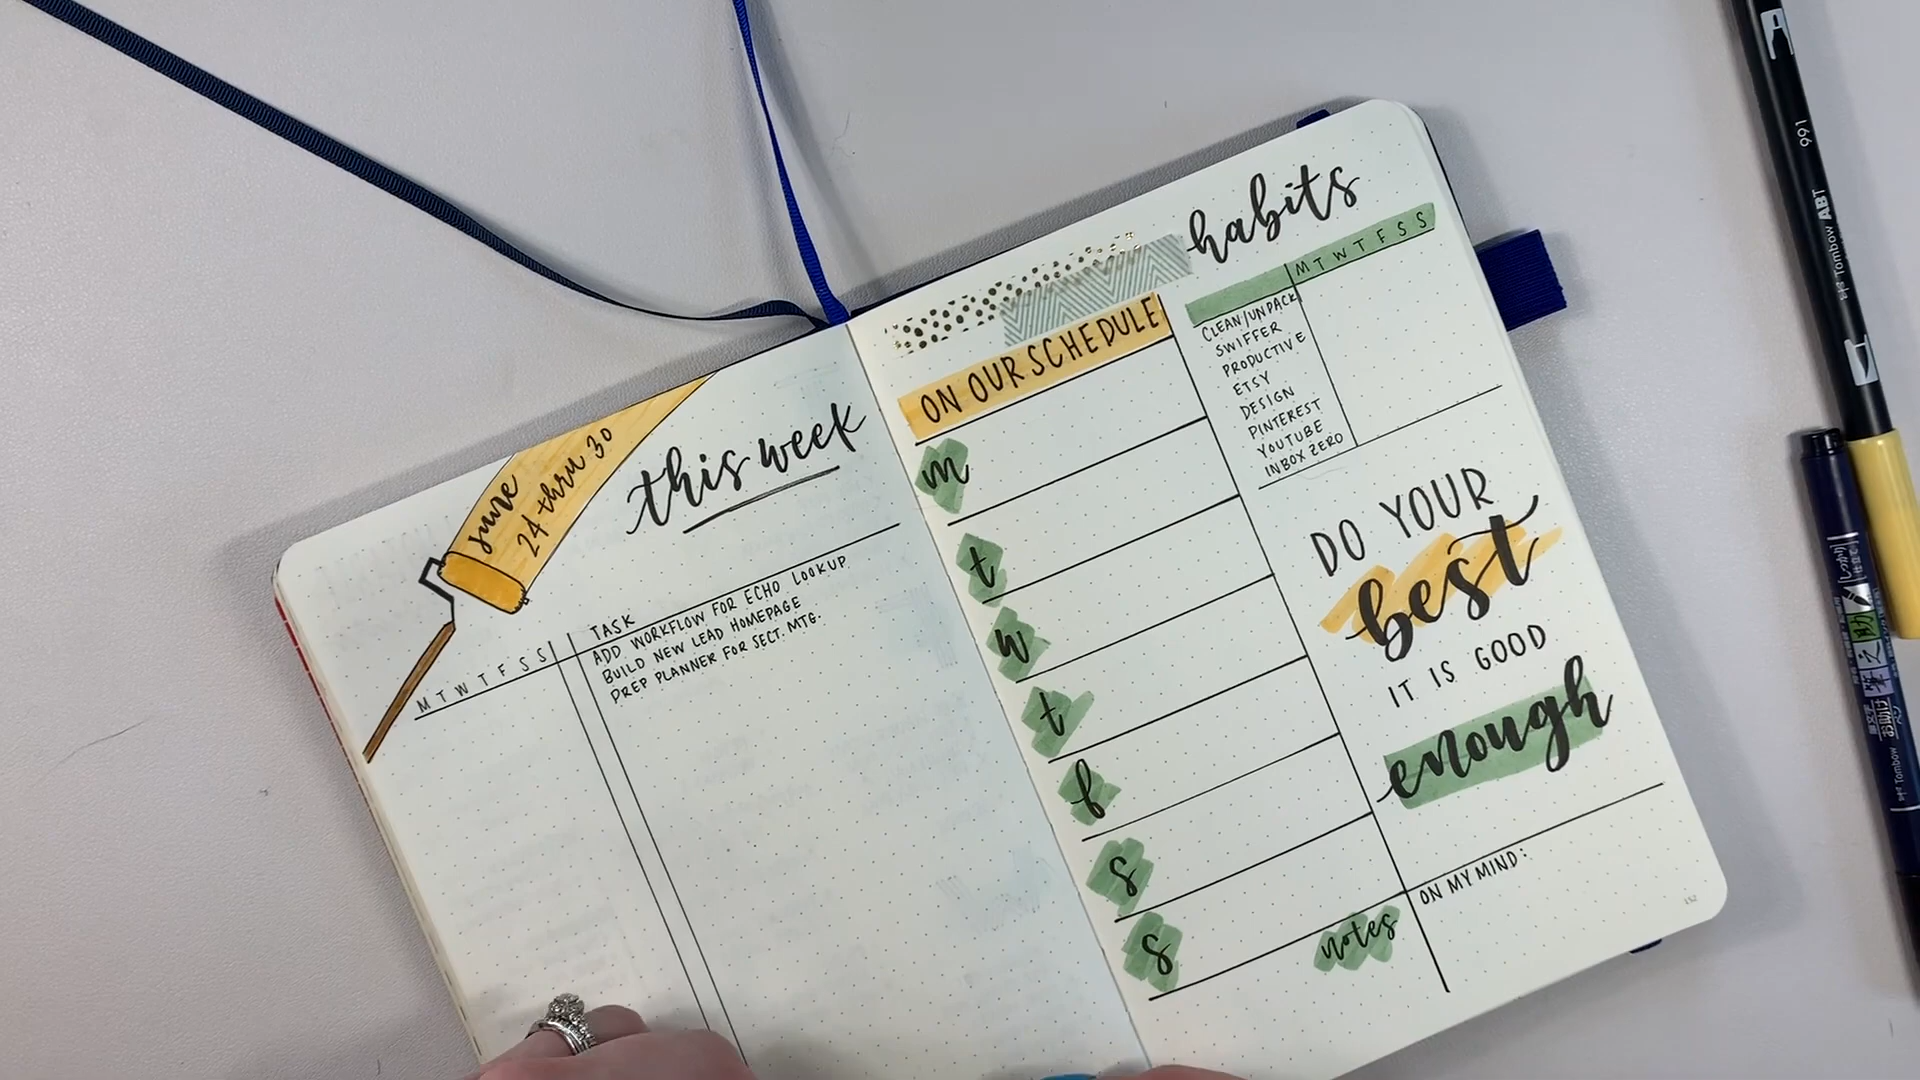 june
24 thru 30
this week
M T W T F S S
TASK
ADD WORKFLOW FOR ECHO LOOKUP
BUILD NEW LEAD HOMEPAGE
PREP PLANNER FOR SECT. MTG.
ON OUR SCHEDULE
m
t
w
t
f
s
s
notes
habits
M T W T F S S
CLEAN/UNPACK
SWIFFER
PRODUCTIVE
ETSY
DESIGN
PINTEREST
YOUTUBE
INBOX ZERO
DO YOUR
best
IT IS GOOD
enough
ON MY MIND:
152
991
ABT
Tombow
Tombow